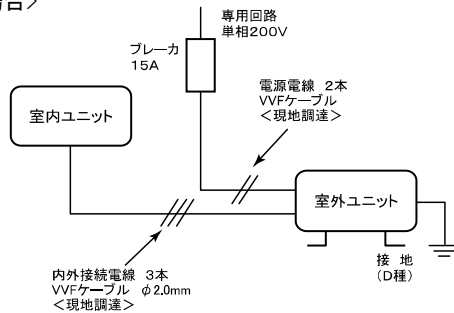 合＞
専用回路
単相200V
ブレーカ
15A
電源電線 2本
VVFケーブル
＜現地調達＞
室内ユニット
室外ユニット
接 地
（D種）
内外接続電線 3本
VVFケーブル φ2.0mm
＜現地調達＞